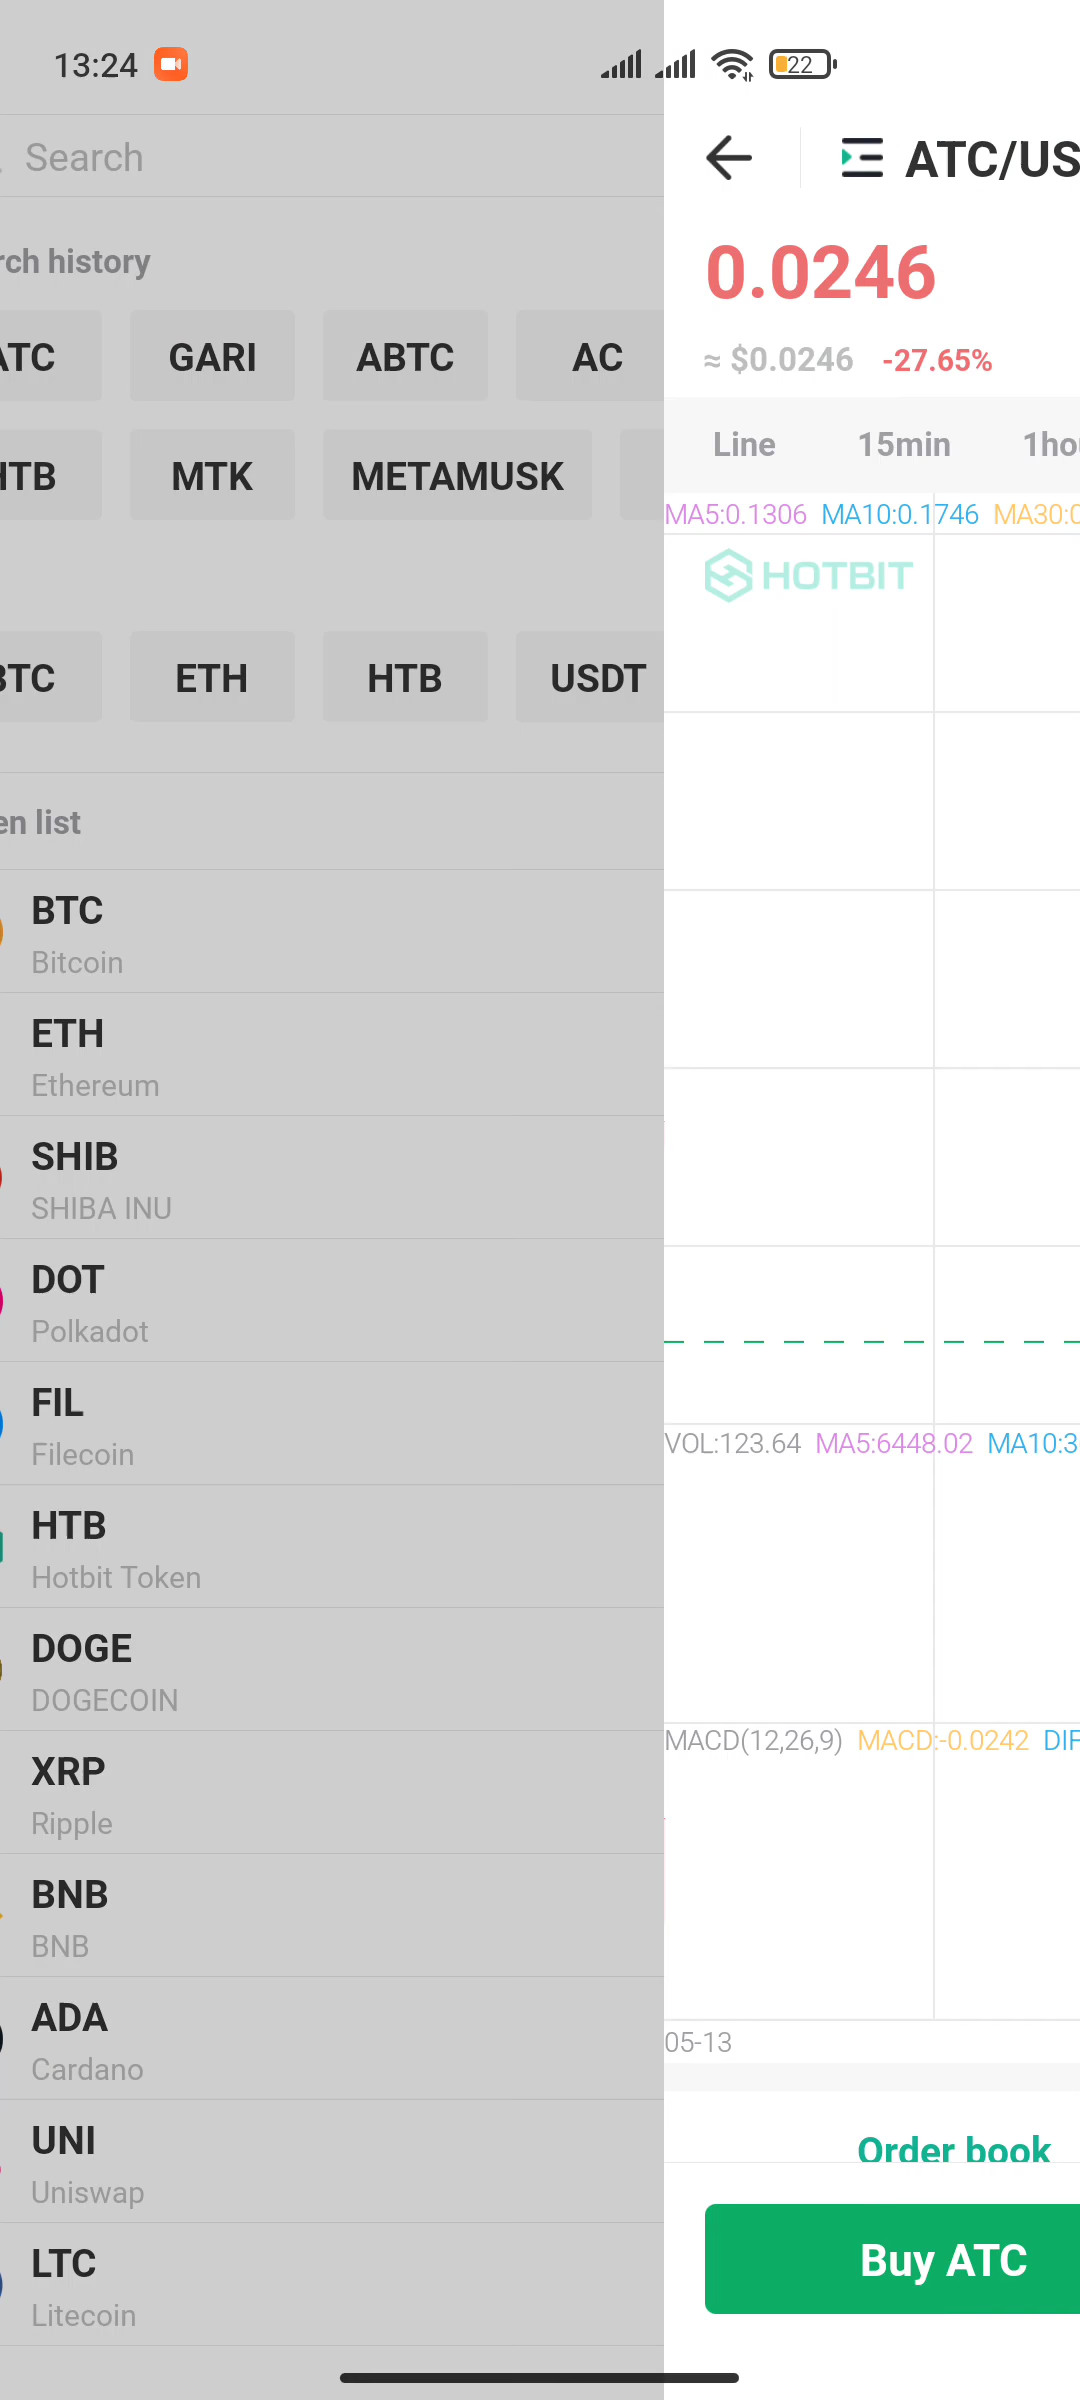 13:24
22
Search
rch history
ATC GARI ABTC AC
HTB MTK METAMUSK
BTC ETH HTB USDT
en list
BTC
Bitcoin
ETH
Ethereum
SHIB
SHIBA INU
DOT
Polkadot
FIL
Filecoin
HTB
Hotbit Token
DOGE
DOGECOIN
XRP
Ripple
BNB
BNB
ADA
Cardano
UNI
Uniswap
LTC
Litecoin
ATC/US
0.0246
≈ $0.0246 -27.65%
Line 15min 1hou
MA5:0.1306 MA10:0.1746 MA30:0
HOTBIT
VOL:123.64 MA5:6448.02 MA10:3
MACD(12,26,9) MACD:-0.0242 DIF
05-13
Order book
Buy ATC